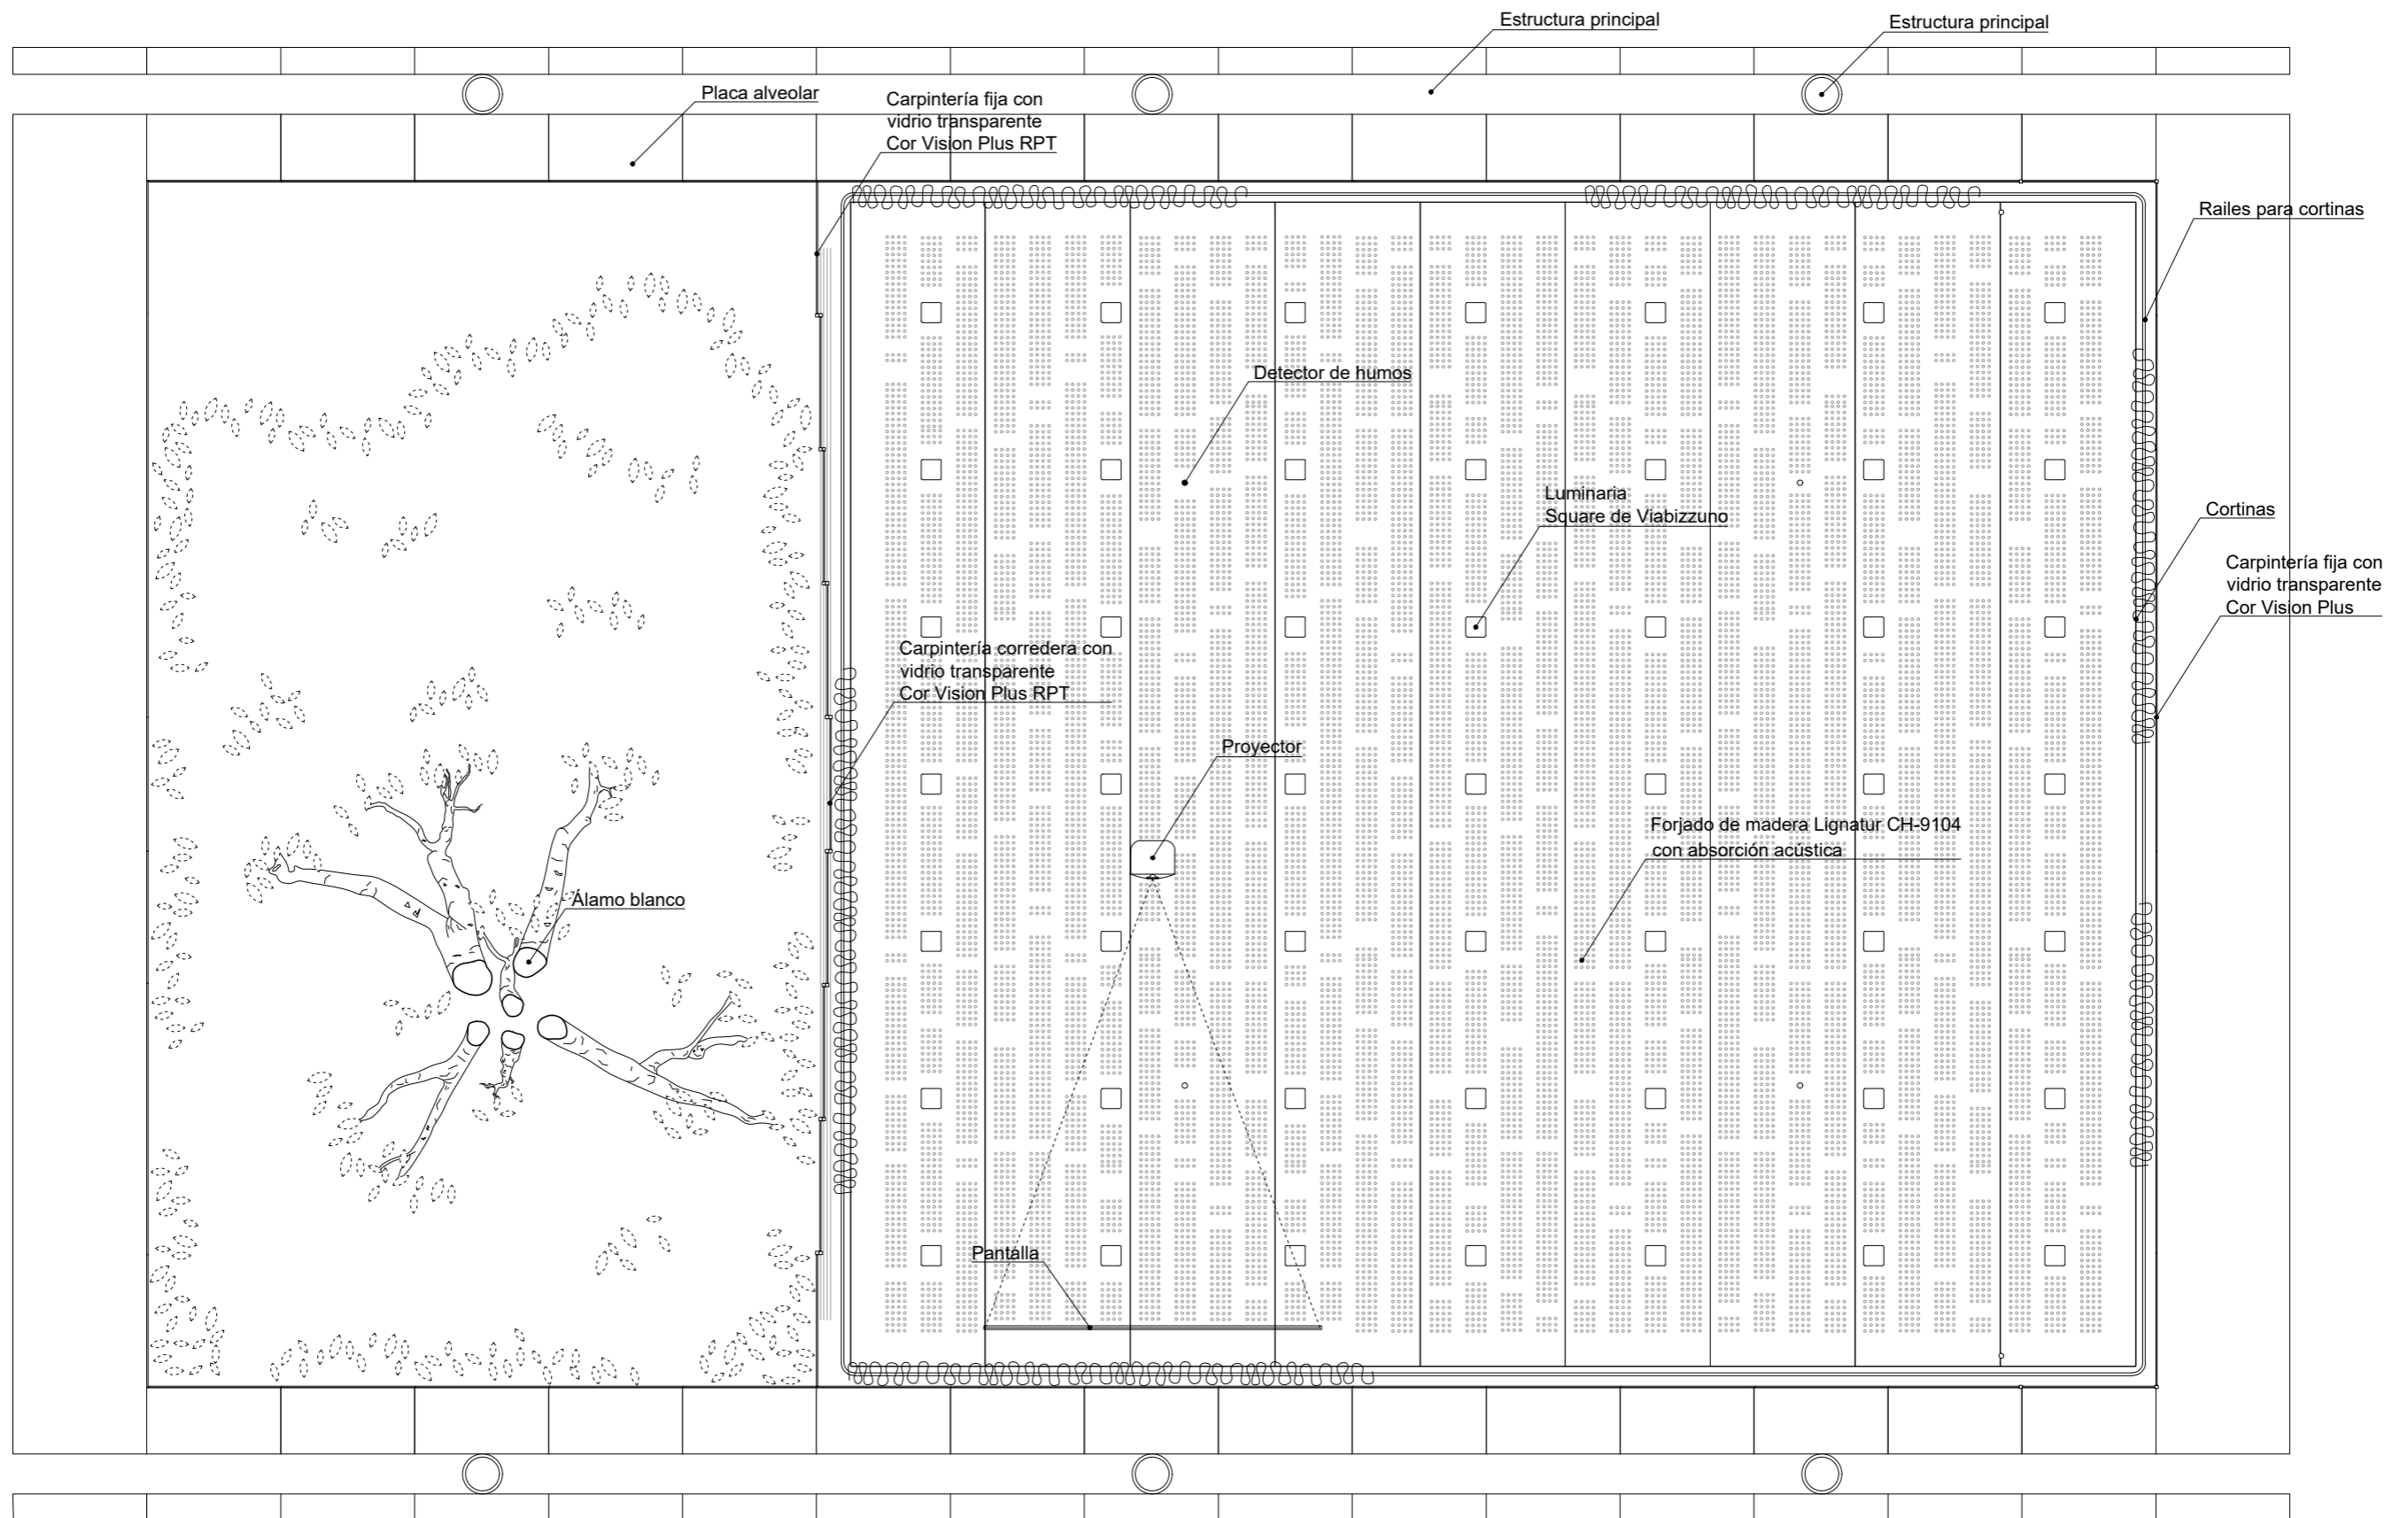 Estructura principal
Estructura principal
Placa alveolar
Carpintería fija con
vidrio transparente
Cor Vision Plus RPT
Railes para cortinas
Detector de humos
Luminaria
Square de Viabizzuno
Cortinas
Carpintería fija con
vidrio transparente
Cor Vision Plus
Carpintería corredera con
vidrio transparente
Cor Vision Plus RPT
Proyector
Forjado de madera Lignatur CH-9104
con absorción acústica
Álamo blanco
Pantalla